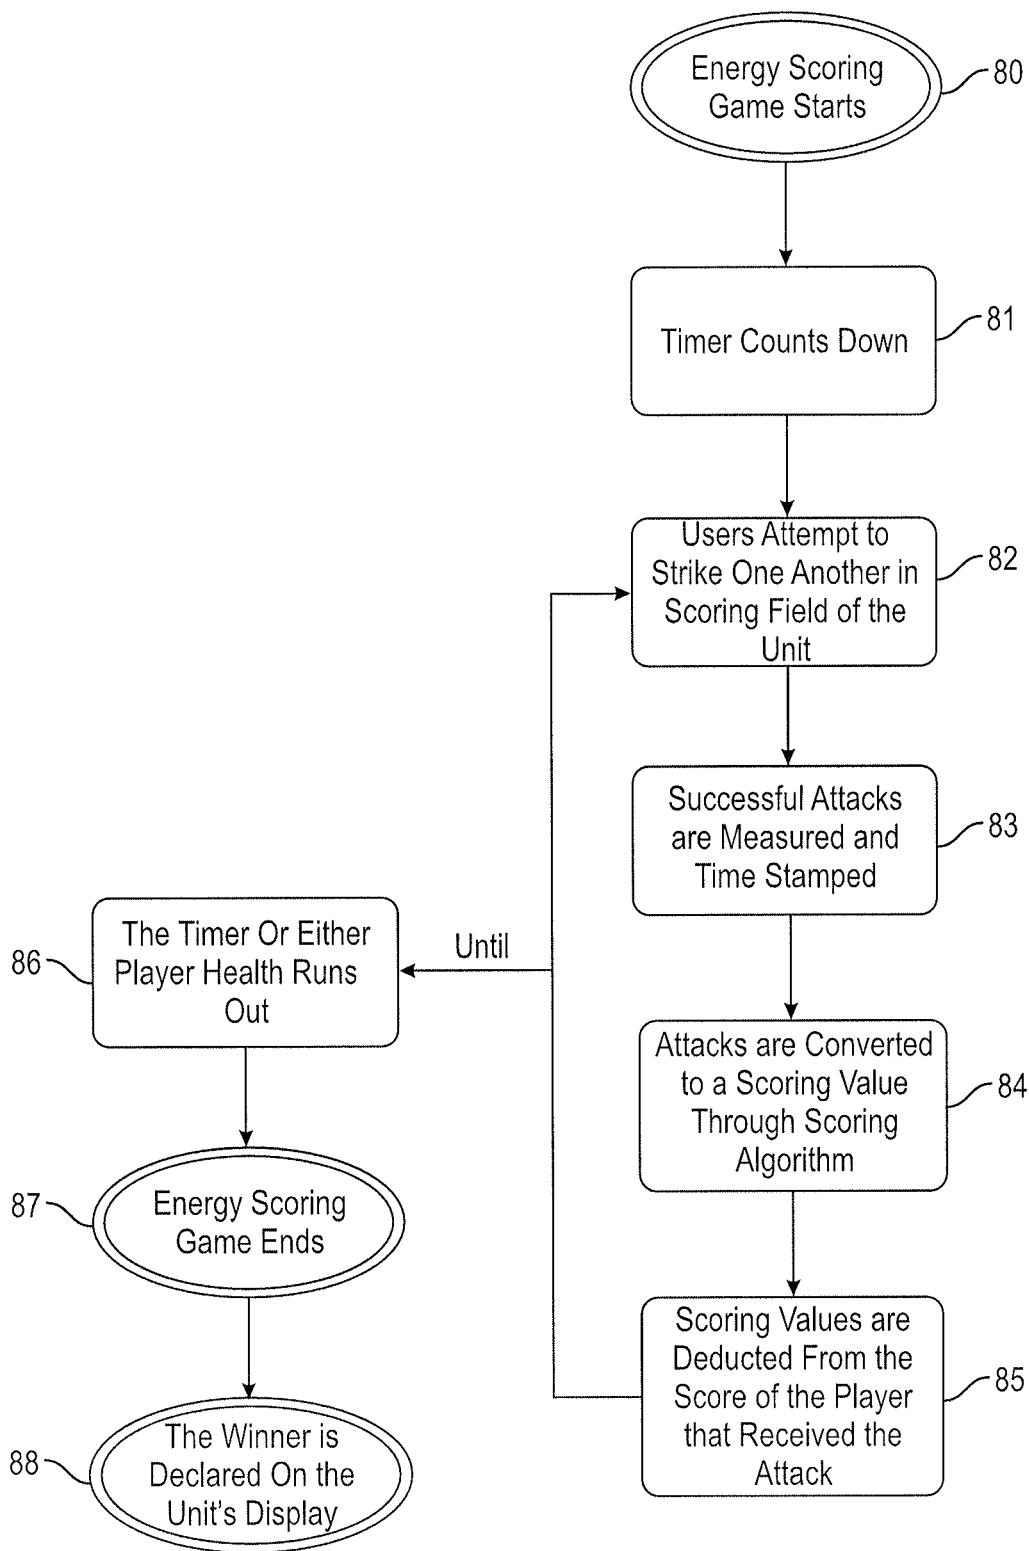 Energy Scoring
Game Starts
80
Timer Counts Down
81
Users Attempt to
Strike One Another in
Scoring Field of the
Unit
82
Successful Attacks
are Measured and
Time Stamped
83
Attacks are Converted
to a Scoring Value
Through Scoring
Algorithm
84
Scoring Values are
Deducted From the
Score of the Player
that Received the
Attack
85
Until
The Timer Or Either
Player Health Runs
Out
86
Energy Scoring
Game Ends
87
The Winner is
Declared On the
Unit's Display
88